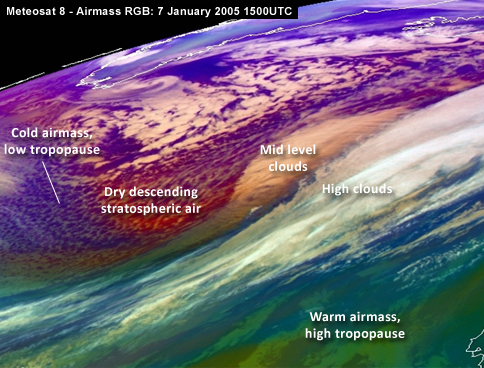 Meteosat 8 - Airmass RGB: 7 January 2005 1500UTC
Cold airmass,
low tropopause
Mid level
clouds
Dry descending
stratospheric air
High clouds
Warm airmass,
high tropopause